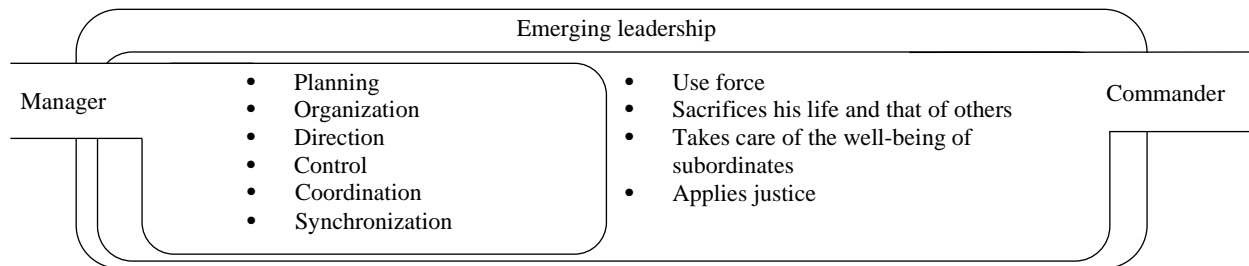 Emerging leadership
Manager
• Planning
• Organization
• Direction
• Control
• Coordination
• Synchronization
• Use force
• Sacrifices his life and that of others
• Takes care of the well-being of
subordinates
• Applies justice
Commander